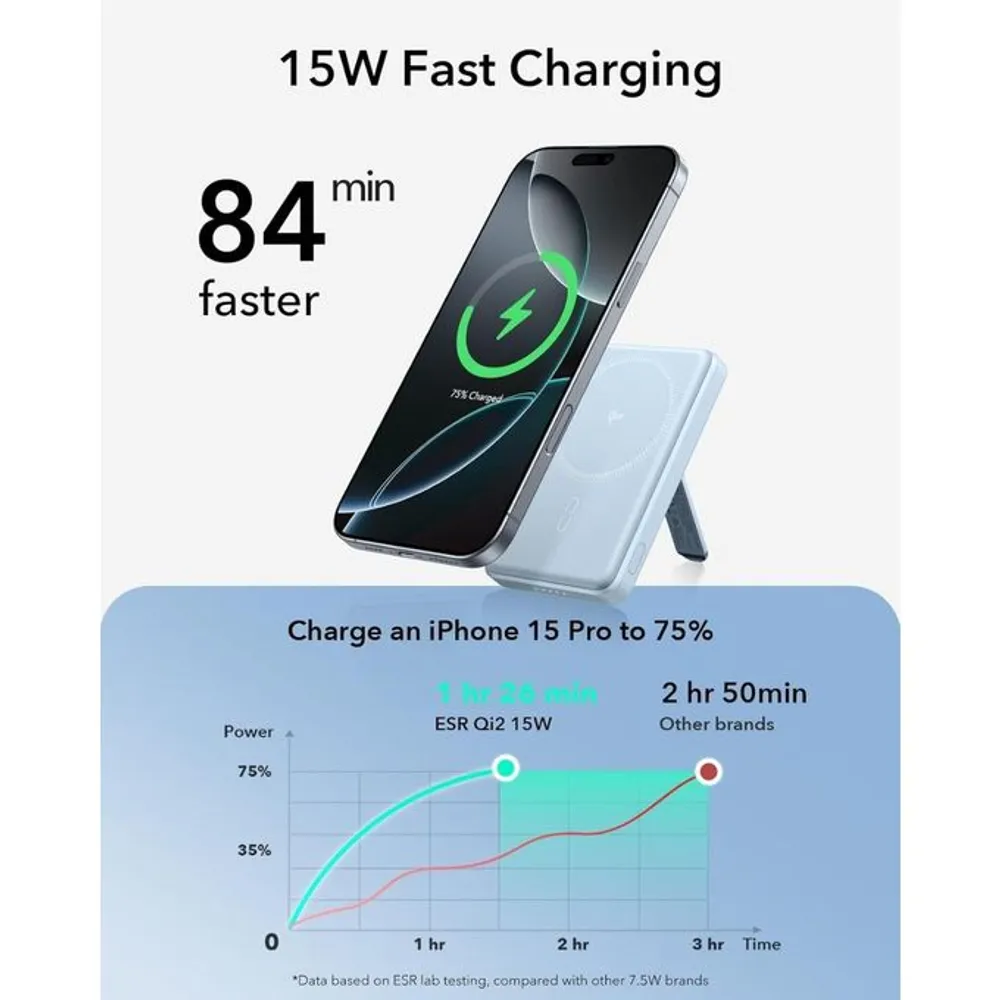 15W Fast Charging
84 min
faster
75% Charged
Charge an iPhone 15 Pro to 75%
1 hr 26 min
2 hr 50min
ESR Qi2 15W
Other brands
Power
75%
35%
0
1 hr
2 hr
3 hr
Time
*Data based on ESR lab testing, compared with other 7.5W brands